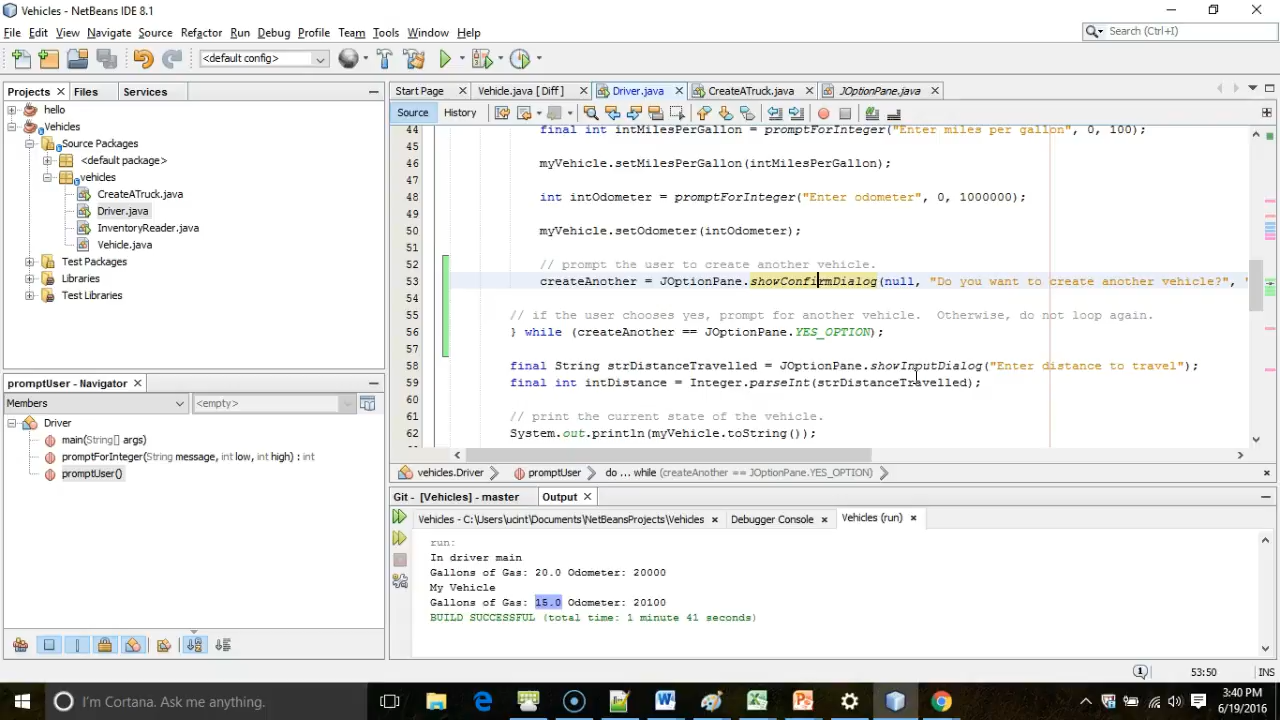 Vehicles - NetBeans IDE 8.1
File Edit View Navigate Source Refactor Run Debug Profile Team Tools Window Help
Search (Ctrl+I)
<default config>
Projects Files Services
hello
Vehicles
Source Packages
<default package>
vehicles
CreateATruck.java
Driver.java
InventoryReader.java
Vehicle.java
Test Packages
Libraries
Test Libraries
promptUser - Navigator
Members
<empty>
Driver
main(String[] args)
promptForInteger(String message, int low, int high) : int
promptUser()
Start Page Vehicle.java [ Diff ] Driver.java CreateATruck.java JOptionPane.java
Source History
44 final int intMilesPerGallon = promptForInteger("Enter miles per gallon", 0, 100);
45
46 myVehicle.setMilesPerGallon(intMilesPerGallon);
47
48 int intOdometer = promptForInteger("Enter odometer", 0, 1000000);
49
50 myVehicle.setOdometer(intOdometer);
51
52 // prompt the user to create another vehicle.
53 createAnother = JOptionPane.showConfirmDialog(null, "Do you want to create another vehicle?", "
54
55 // if the user chooses yes, prompt for another vehicle.  Otherwise, do not loop again.
56 } while (createAnother == JOptionPane.YES_OPTION);
57
58 final String strDistanceTravelled = JOptionPane.showInputDialog("Enter distance to travel");
59 final int intDistance = Integer.parseInt(strDistanceTravelled);
60
61 // print the current state of the vehicle.
62 System.out.println(myVehicle.toString());
vehicles.Driver promptUser do ... while (createAnother == JOptionPane.YES_OPTION)
Git - [Vehicles] - master Output
Vehicles - C:\Users\ucint\Documents\NetBeansProjects\Vehicles Debugger Console Vehicles (run)
run:
In driver main
Gallons of Gas: 20.0 Odometer: 20000
My Vehicle
Gallons of Gas: 15.0 Odometer: 20100
BUILD SUCCESSFUL (total time: 1 minute 41 seconds)
1 53:50 INS
I'm Cortana. Ask me anything.
3:40 PM
6/19/2016